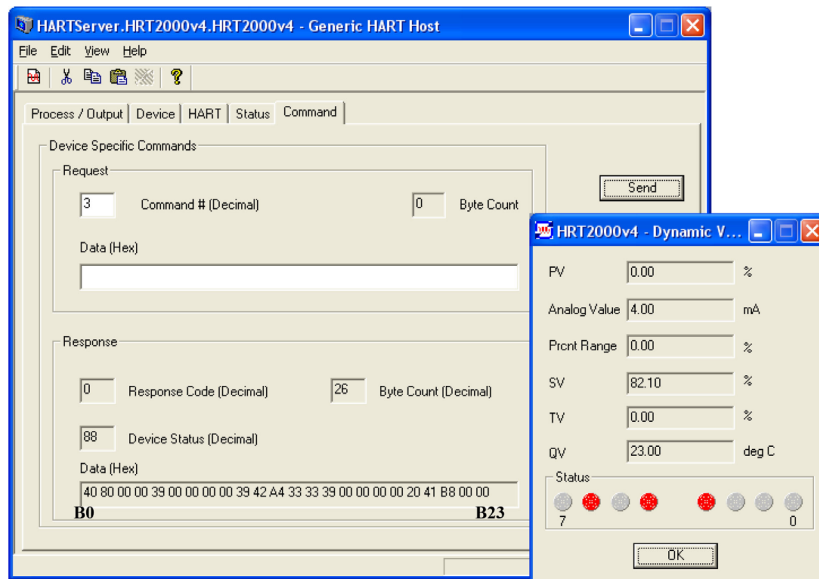 HARTServer.HRT2000v4.HRT2000v4 - Generic HART Host
File Edit View Help
Process / Output Device HART Status Command
Device Specific Commands
Request
3 Command # (Decimal) 0 Byte Count
Send
Data (Hex)
Response
0 Response Code (Decimal) 26 Byte Count (Decimal)
88 Device Status (Decimal)
Data (Hex)
40 80 00 00 39 00 00 00 00 39 42 A4 33 33 39 00 00 00 00 20 41 B8 00 00
B0 B23
HRT2000v4 - Dynamic V...
PV 0.00 %
Analog Value 4.00 mA
Prcnt Range 0.00 %
SV 82.10 %
TV 0.00 %
QV 23.00 deg C
Status
7 0
OK